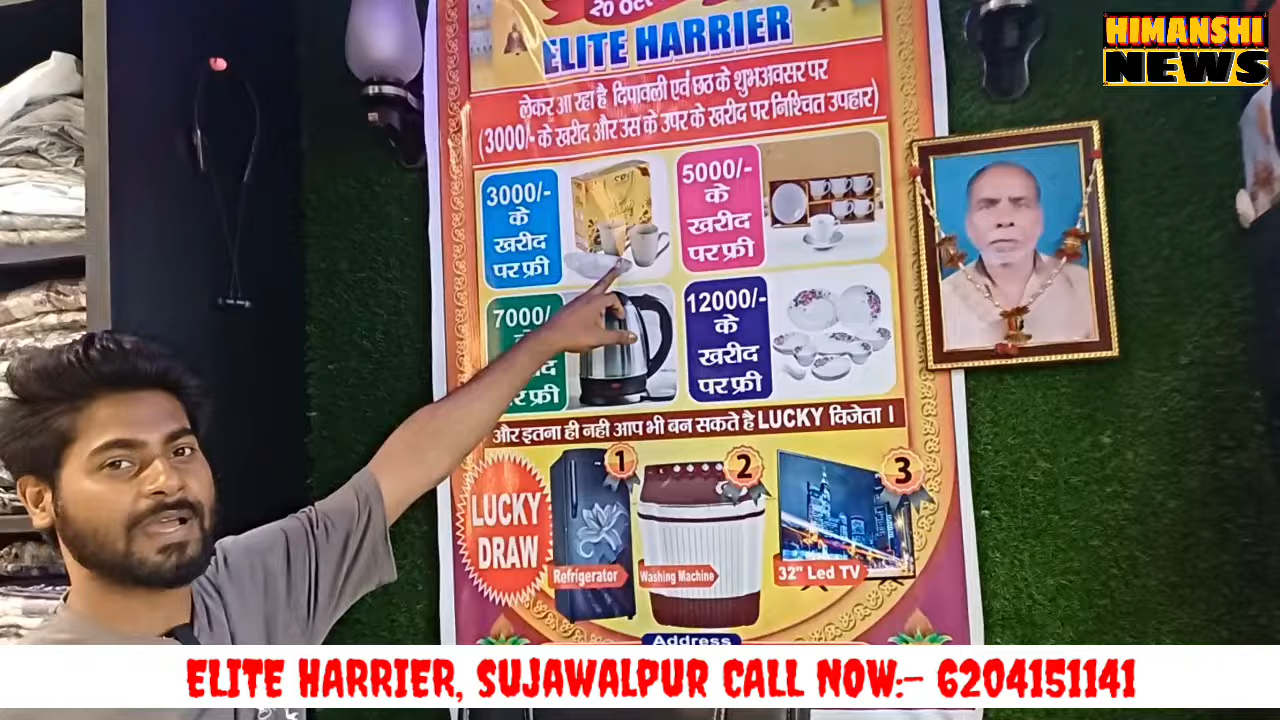 HIMANSHI
NEWS
ELITE HARRIER
लेकर आ रहा है दिपावली एवं छठ के शुभअवसर पर
(3000/- के खरीद और उस के उपर के खरीद पर निश्चित उपहार)
3000/-
के
खरीद
पर फ्री
5000/-
के
खरीद
पर फ्री
7000/-
12000/-
के
खरीद
पर फ्री
और इतना ही नही आप भी बन सकते है LUCKY विजेता ।
LUCKY
DRAW
1
2
3
Refrigerator
Washing Machine
32" Led TV
Address
ELITE HARRIER, SUJAWALPUR CALL NOW:- 6204151141